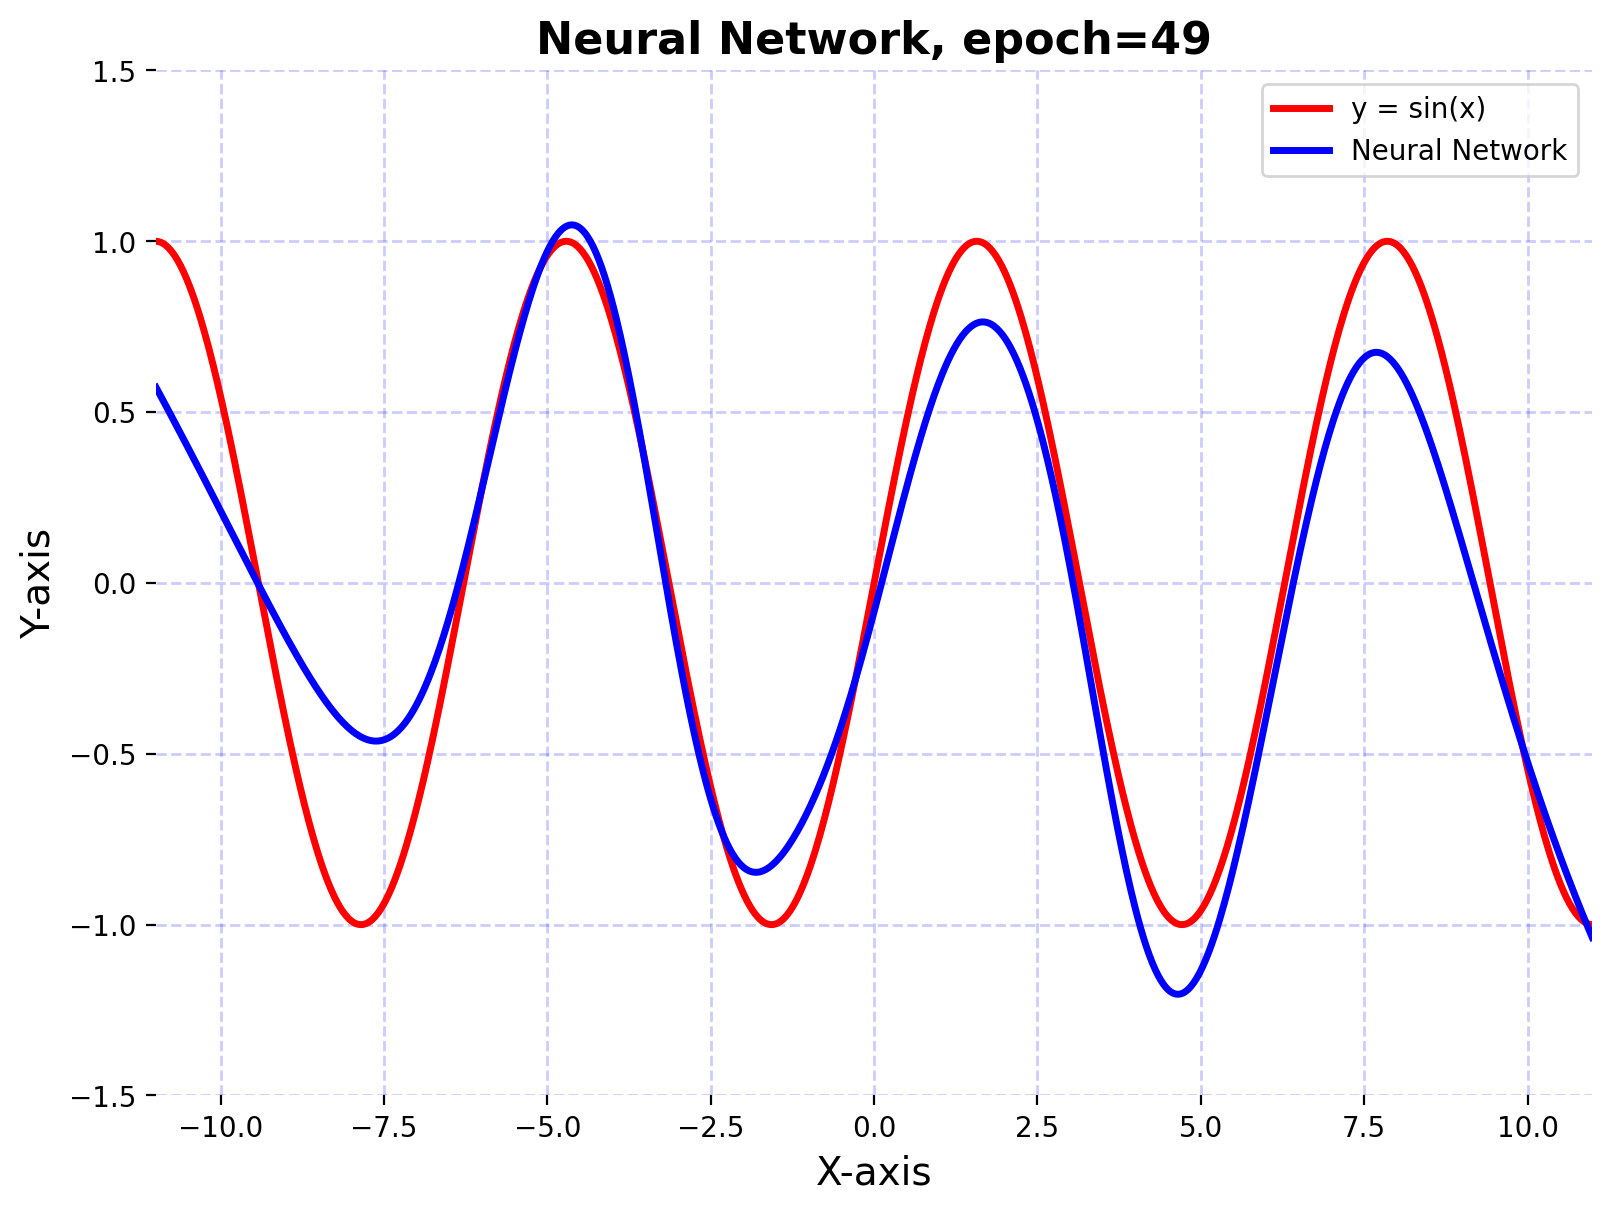 Neural Network, epoch=49
y = sin(x)
Neural Network
1.5
1.0
0.5
0.0
−0.5
−1.0
−1.5
Y-axis
−10.0 −7.5 −5.0 −2.5 0.0 2.5 5.0 7.5 10.0
X-axis